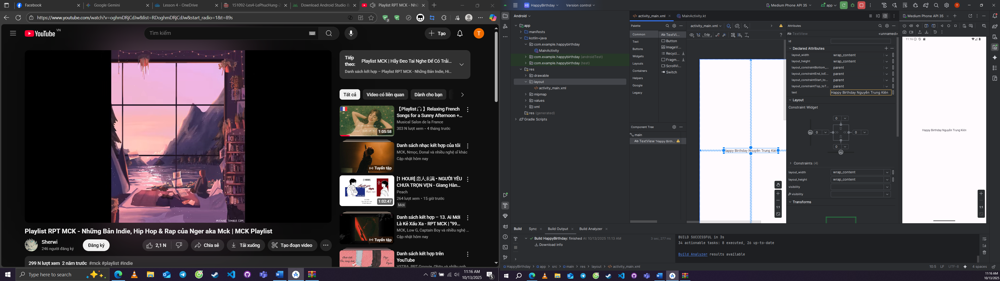 Facebook
Google Gemini
Lesson 4 - OneDrive
151092-Les4-LePhucHung-2
Download Android Studio &
Playlist RPT MCK - Nhữ
https://www.youtube.com/watch?v=oghmDRjCdJw&list=RDoghmDRjCdJw&start_radio=1&t=89s
7
YouTube VN
Tìm kiếm
Tạo
T
MIENAR.TUMBLR.COM
Playlist RPT MCK - Những Bản Indie, Hip Hop & Rap của Nger aka Mck | MCK Playlist
Sherwi
246 người đăng ký
Đăng ký
2,1 N
Chia sẻ
Tải xuống
Tạo đoạn video
299 N lượt xem 2 năm trước #mck #playlist #indie
Tiếp theo:
Playlist MCK | Hãy Đeo Tai Nghe Để Có Trải...
Danh sách kết hợp – Playlist RPT MCK - Những Bản Indie, Hi...
Tất cả
Video có liên quan
Dành cho bạn
1:05:58
【Playlist🎧】Relaxing French
Songs for a Sunny Afternoon +...
Musical Salon de la France
303 N lượt xem • 4 tháng trước
Tuyển tập
Danh sách nhạc kết hợp của tôi
MCK, Nmọc, Donal và nhiều nghệ sĩ khác
Cập nhật hôm nay
[1 HOUR]
1:02:47
[1 HOUR] 恋人未满 • NGƯỜI YÊU
CHƯA TRỌN VẸN - Giang Hàn...
Peach
264 lượt xem • 15 giờ trước
Mới
Tuyển tập
Danh sách kết hợp – 13. Ai Mới
Là Kẻ Xấu Xa - RPT MCK | "99...
MCK, Low G, Captain Boy và nhiều nghệ ...
Cập nhật hôm nay
Danh sách kết hợp trên
YouTube
Type here to search
11:16 AM
10/13/2025
5
HB HappyBirthday
Version control
Medium Phone API 35
app
T
Android
app
manifests
kotlin+java
com.example.happybirthday
MainActivity
com.example.happybirthday (androidTest)
com.example.happybirthday (test)
res
drawable
layout
activity_main.xml
mipmap
values
xml
res (generated)
Gradle Scripts
activity_main.xml
MainActivity.kt
Palette
Common
Text
Buttons
Widgets
Layouts
Containers
Helpers
Google
Legacy
Ab TextVi...
Button
ImageV...
Recycl...
Fragm...
ScrollVi...
Switch
Component Tree
main
Ab TextView "Happy Birth...
activity_main.xml
0dp
Happy Birthday Nguyễn Trung Kiê
1:1
Attributes
Ab TextView
<unnamed>
id
Declared Attributes
layout_width wrap_content
layout_height wrap_content
layout_constraintBottom_... parent
layout_constraintEnd_toE... parent
layout_constraintStart_to... parent
layout_constraintTop_toT... parent
text Happy Birthday Nguyễn Trung Kiên
Layout
Constraint Widget
0
0
0
0
50
50
Constraints (4)
layout_width wrap_content
layout_height wrap_content
visibility
visibility
Transforms
Medium Phone API 35
11:16
Happy Birthday Nguyễn Trung Kiên
1:1
Build
Sync
Build Output
Build Analyzer
Build HappyBirthday: finished At 10/13/2025 11:13 AM
3 sec, 277 ms
Download info
BUILD SUCCESSFUL in 3s
34 actionable tasks: 8 executed, 26 up-to-date
Build Analyzer results available
HappyBirthday > app > src > main > res > layout > activity_main.xml
10:5 LF UTF-8 4 spaces
11:16 AM
10/13/2025